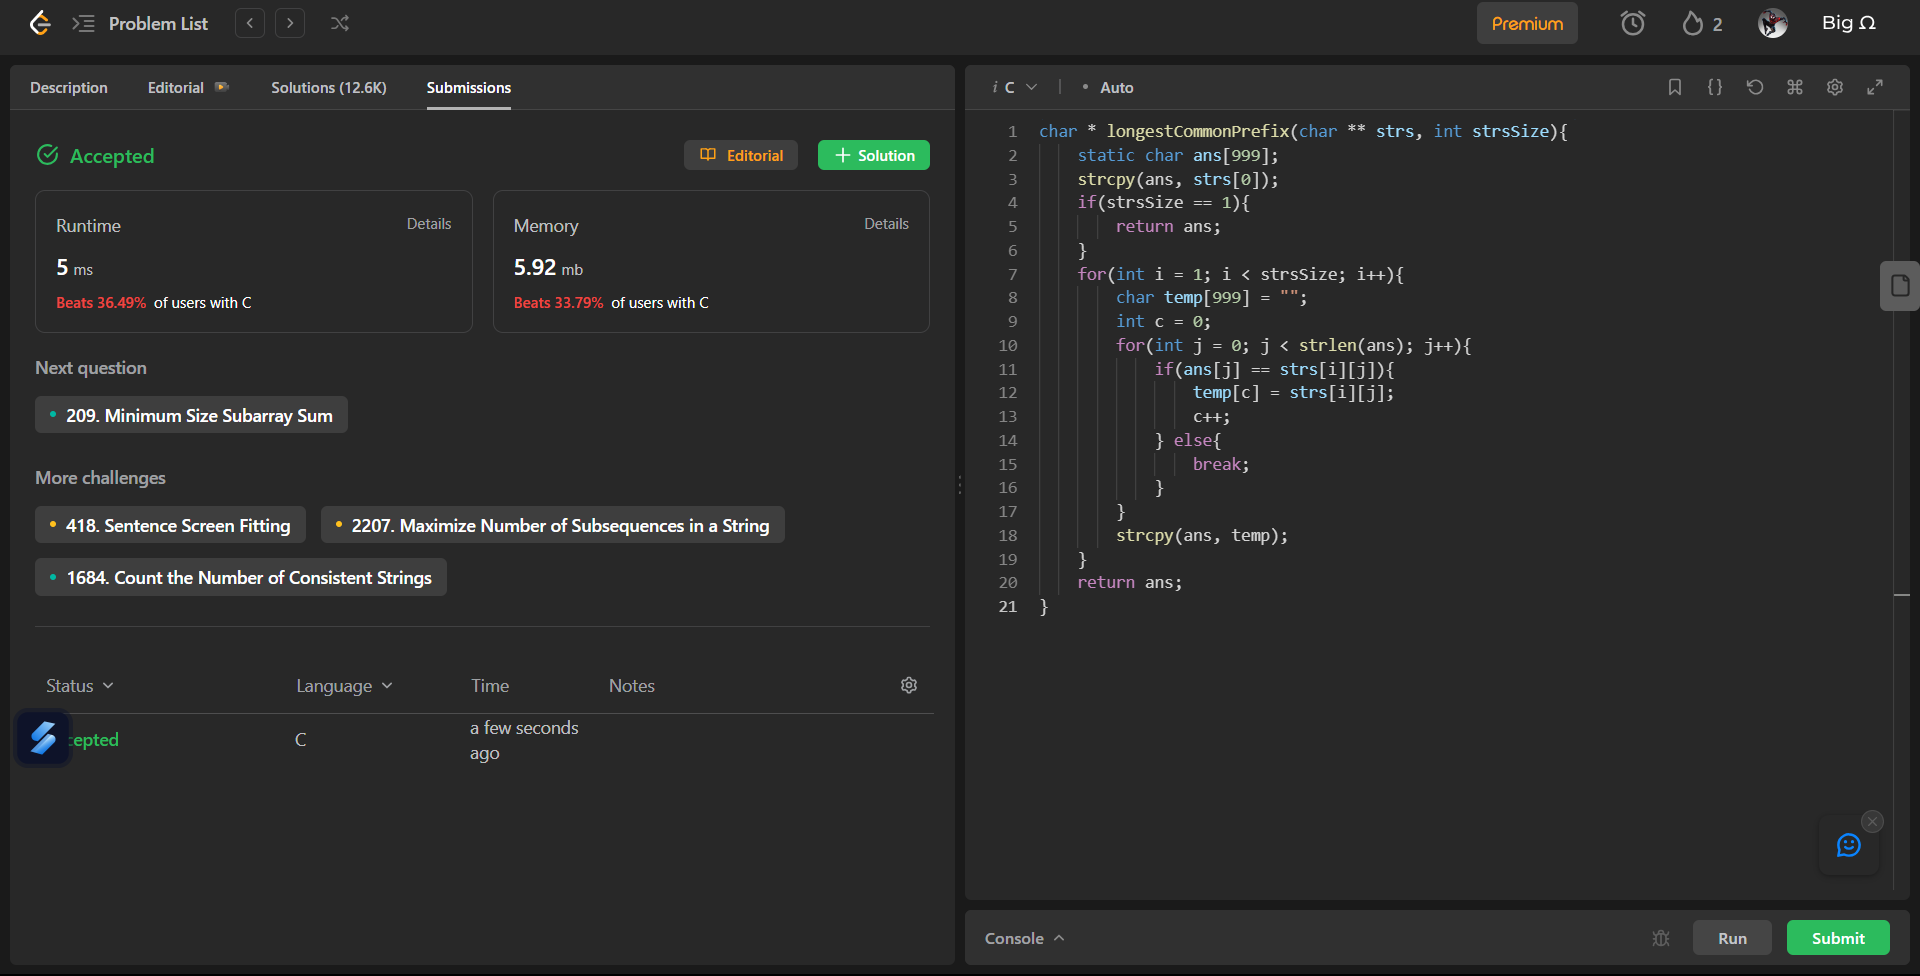 Problem List
Premium
2
Big Ω
Description
Editorial
Solutions (12.6K)
Submissions
Accepted
Editorial
+ Solution
Runtime
Details
5 ms
Beats 36.49% of users with C
Memory
Details
5.92 mb
Beats 33.79% of users with C
Next question
209. Minimum Size Subarray Sum
More challenges
418. Sentence Screen Fitting
2207. Maximize Number of Subsequences in a String
1684. Count the Number of Consistent Strings
Status
Language
Time
Notes
cepted
C
a few seconds
ago
i C
Auto
1 char * longestCommonPrefix(char ** strs, int strsSize){
2     static char ans[999];
3     strcpy(ans, strs[0]);
4     if(strsSize == 1){
5         return ans;
6     }
7     for(int i = 1; i < strsSize; i++){
8         char temp[999] = "";
9         int c = 0;
10         for(int j = 0; j < strlen(ans); j++){
11             if(ans[j] == strs[i][j]){
12                 temp[c] = strs[i][j];
13                 c++;
14             } else{
15                 break;
16             }
17         }
18         strcpy(ans, temp);
19     }
20     return ans;
21 }
Console
Run
Submit